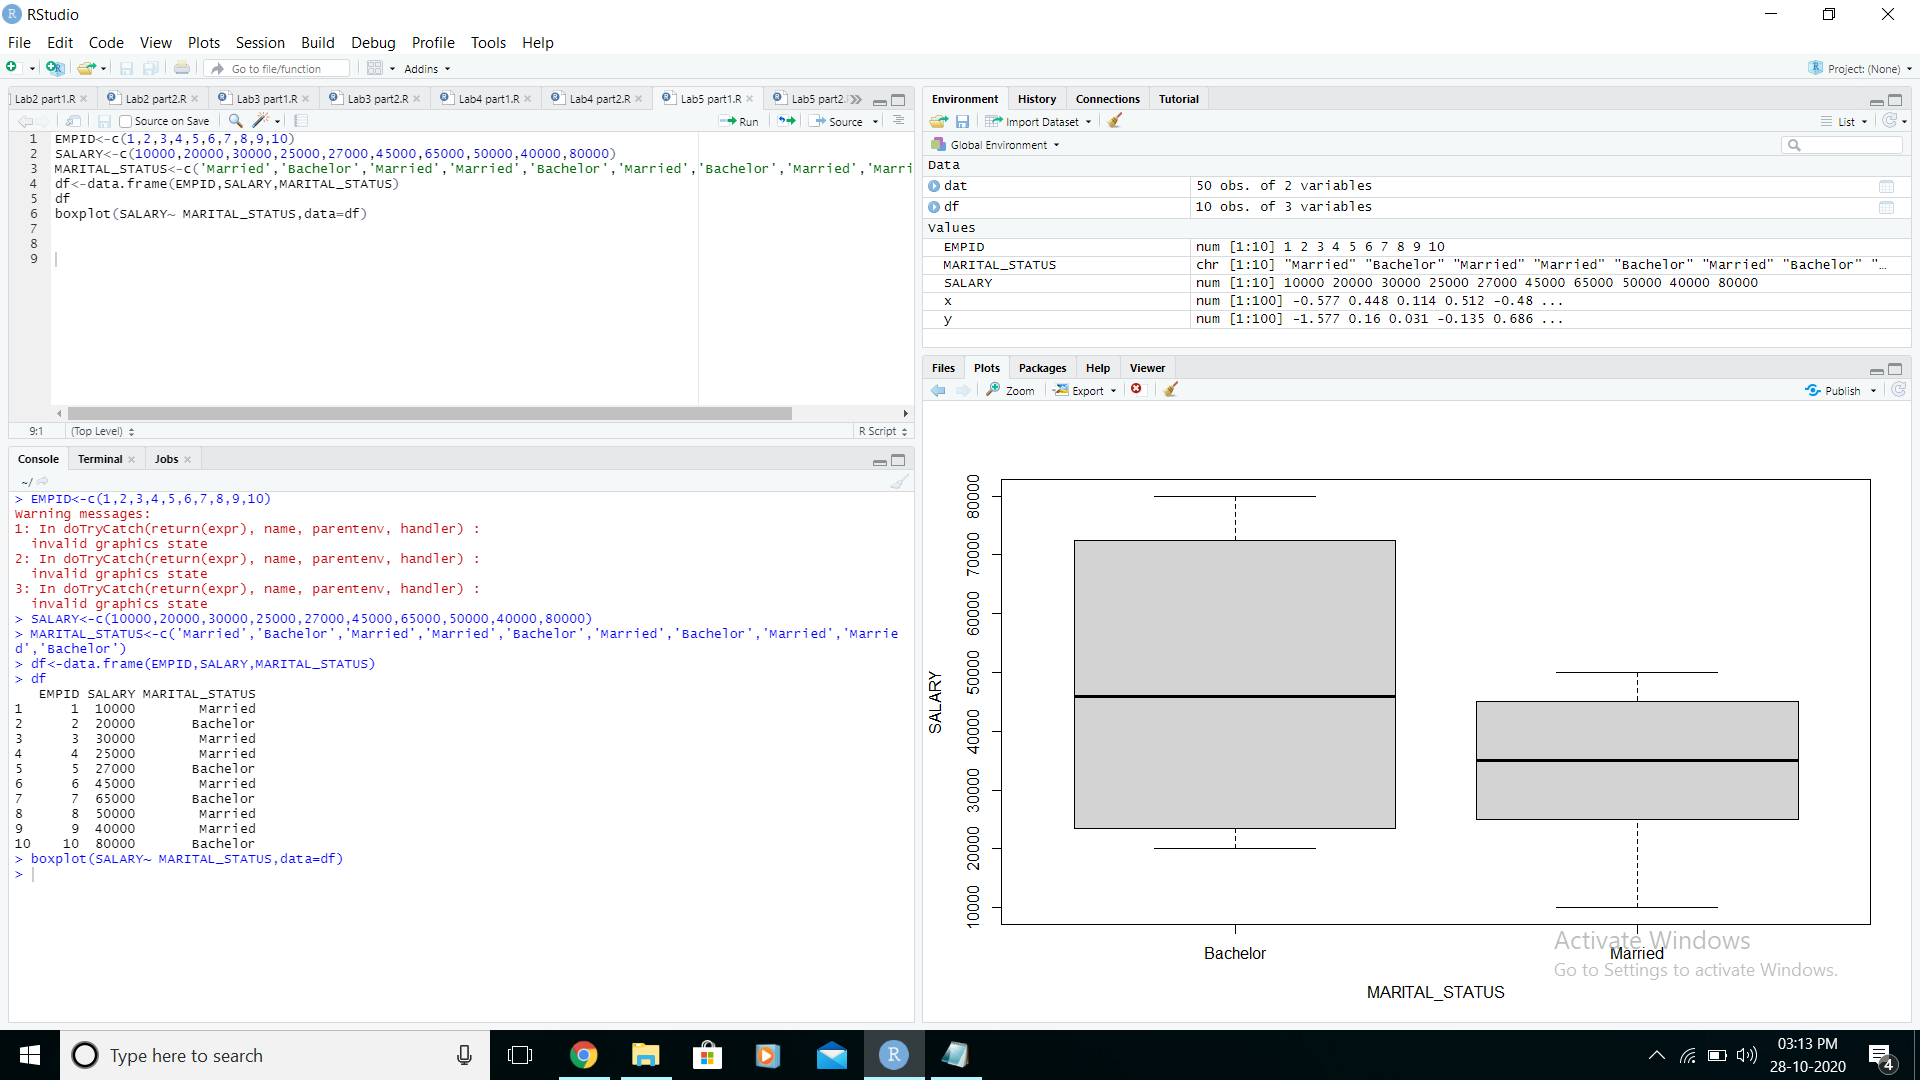 RStudio
File Edit Code View Plots Session Build Debug Profile Tools Help
Go to file/function Addins Project: (None)
Lab2 part1.R Lab2 part2.R Lab3 part1.R Lab3 part2.R Lab4 part1.R Lab4 part2.R Lab5 part1.R Lab5 part2.
Source on Save Run Source
1 EMPID<-c(1,2,3,4,5,6,7,8,9,10)
2 SALARY<-c(10000,20000,30000,25000,27000,45000,65000,50000,40000,80000)
3 MARITAL_STATUS<-c('Married','Bachelor','Married','Married','Bachelor','Married','Bachelor','Married','Marri
4 df<-data.frame(EMPID,SALARY,MARITAL_STATUS)
5 df
6 boxplot(SALARY~ MARITAL_STATUS,data=df)
7
8
9
9:1 (Top Level) R Script
Console Terminal Jobs
~/
> EMPID<-c(1,2,3,4,5,6,7,8,9,10)
Warning messages:
1: In doTryCatch(return(expr), name, parentenv, handler) :
invalid graphics state
2: In doTryCatch(return(expr), name, parentenv, handler) :
invalid graphics state
3: In doTryCatch(return(expr), name, parentenv, handler) :
invalid graphics state
> SALARY<-c(10000,20000,30000,25000,27000,45000,65000,50000,40000,80000)
> MARITAL_STATUS<-c('Married','Bachelor','Married','Married','Bachelor','Married','Bachelor','Married','Marrie
d','Bachelor')
> df<-data.frame(EMPID,SALARY,MARITAL_STATUS)
> df
EMPID SALARY MARITAL_STATUS
1 1 10000 Married
2 2 20000 Bachelor
3 3 30000 Married
4 4 25000 Married
5 5 27000 Bachelor
6 6 45000 Married
7 7 65000 Bachelor
8 8 50000 Married
9 9 40000 Married
10 10 80000 Bachelor
> boxplot(SALARY~ MARITAL_STATUS,data=df)
>
Environment History Connections Tutorial
Import Dataset List
Global Environment
Data
dat 50 obs. of 2 variables
df 10 obs. of 3 variables
Values
EMPID num [1:10] 1 2 3 4 5 6 7 8 9 10
MARITAL_STATUS chr [1:10] "Married" "Bachelor" "Married" "Married" "Bachelor" "Married" "Bachelor" "…
SALARY num [1:10] 10000 20000 30000 25000 27000 45000 65000 50000 40000 80000
x num [1:100] -0.577 0.448 0.114 0.512 -0.48 ...
y num [1:100] -1.577 0.16 0.031 -0.135 0.686 ...
Files Plots Packages Help Viewer
Zoom Export Publish
SALARY
80000
70000
60000
50000
40000
30000
20000
10000
Bachelor Married
MARITAL_STATUS
Activate Windows
Go to Settings to activate Windows.
Type here to search
03:13 PM
28-10-2020
4